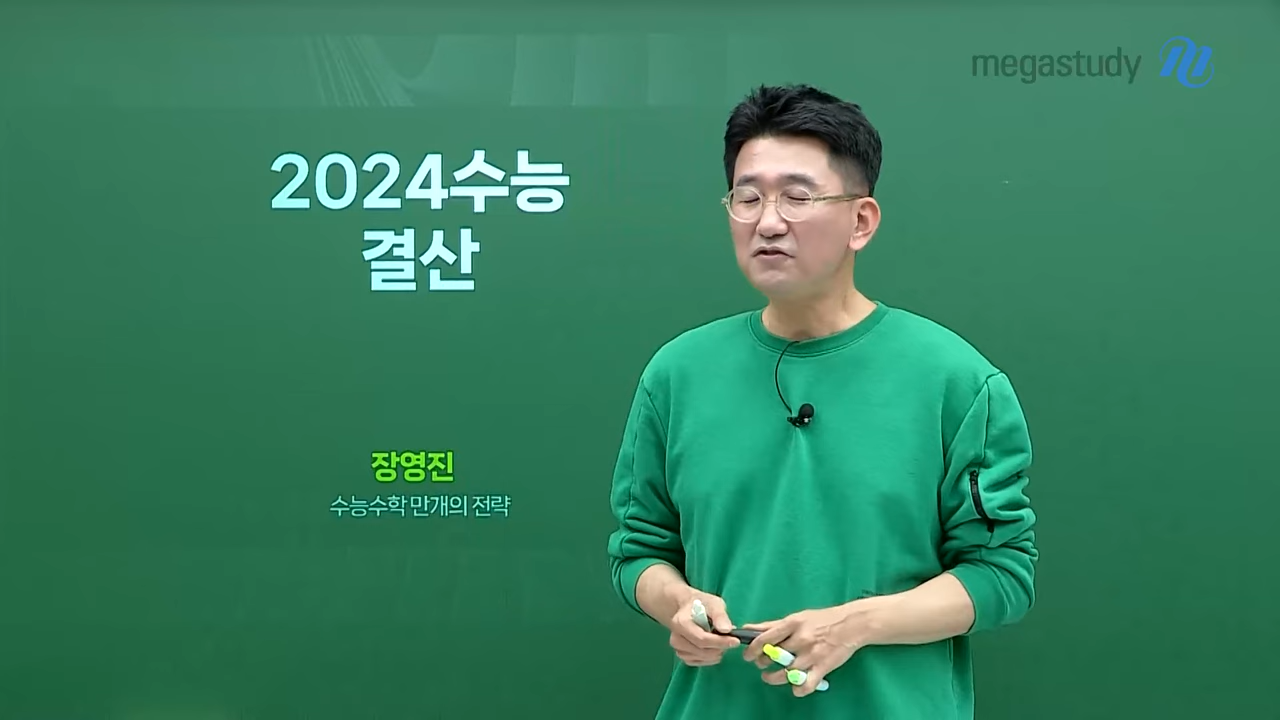 megastudy
2024수능
결산
장영진
수능수학 만개의 전략